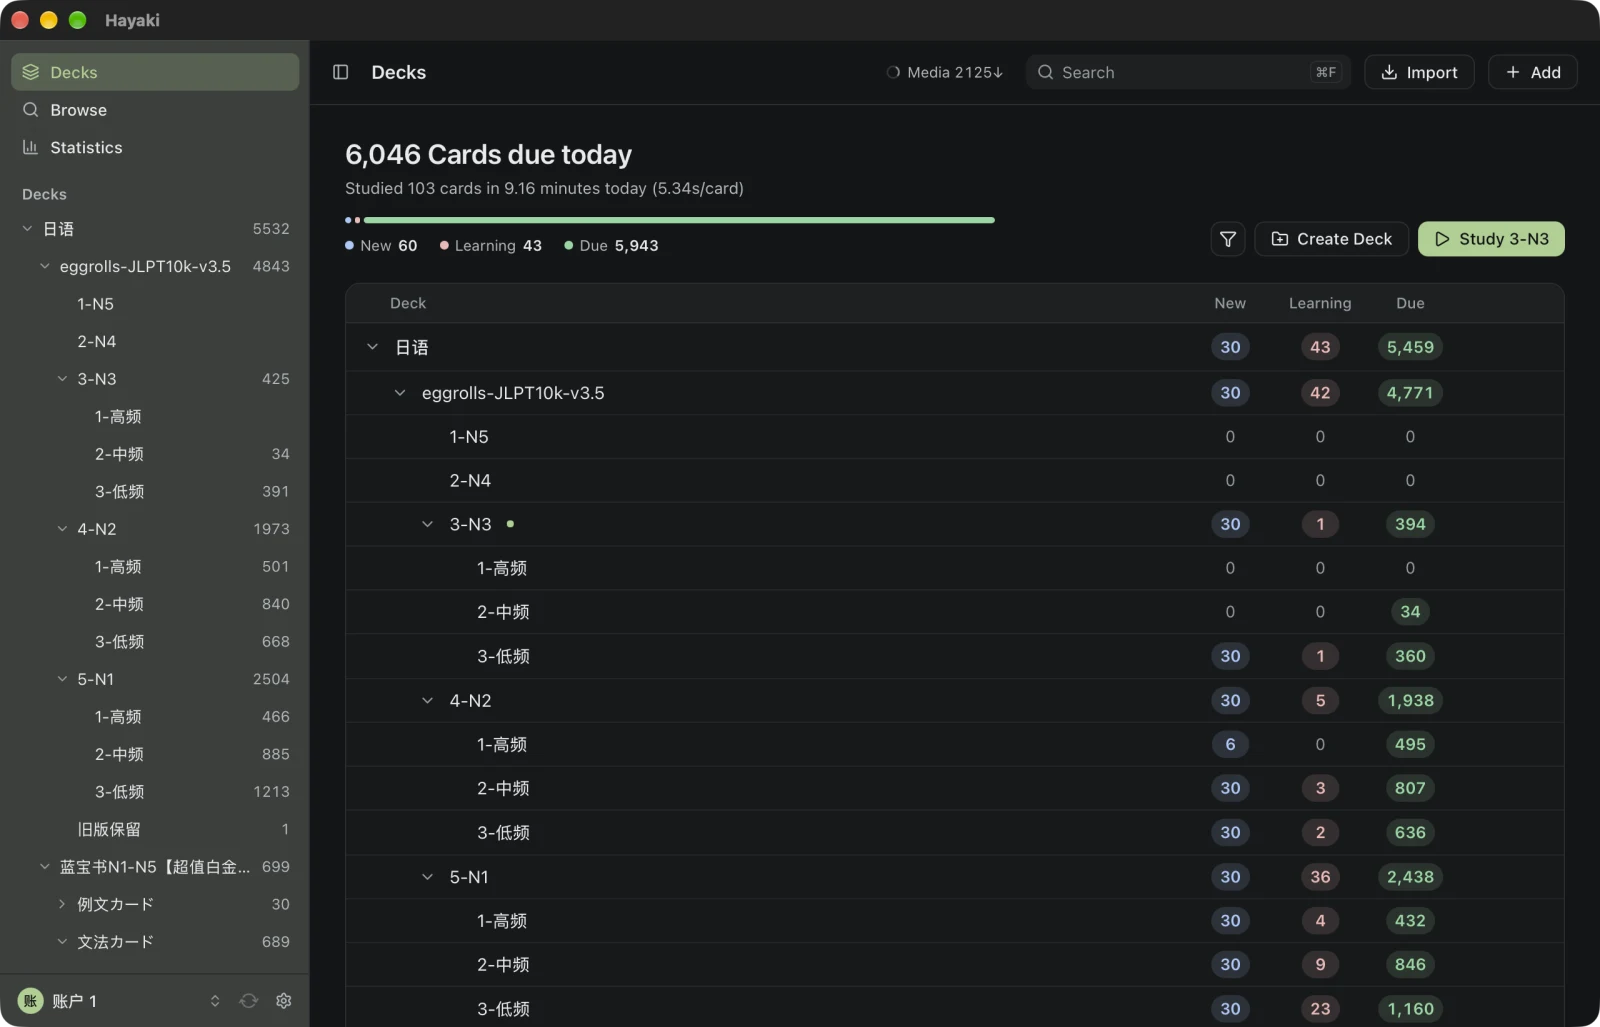 Hayaki
Decks
Browse
Statistics
Decks
日语 5532
eggrolls-JLPT10k-v3.5 4843
1-N5
2-N4
3-N3 425
1-高频
2-中频 34
3-低频 391
4-N2 1973
1-高频 501
2-中频 840
3-低频 668
5-N1 2504
1-高频 466
2-中频 885
3-低频 1213
旧版保留 1
蓝宝书N1-N5【超值白金... 699
例文カード 30
文法カード 689
账 账户 1
Decks
Media 2125↓
Search ⌘F
Import
+ Add
6,046 Cards due today
Studied 103 cards in 9.16 minutes today (5.34s/card)
New 60 Learning 43 Due 5,943
Create Deck
Study 3-N3
Deck New Learning Due
日语 30 43 5,459
eggrolls-JLPT10k-v3.5 30 42 4,771
1-N5 0 0 0
2-N4 0 0 0
3-N3 30 1 394
1-高频 0 0 0
2-中频 0 0 34
3-低频 30 1 360
4-N2 30 5 1,938
1-高频 6 0 495
2-中频 30 3 807
3-低频 30 2 636
5-N1 30 36 2,438
1-高频 30 4 432
2-中频 30 9 846
3-低频 30 23 1,160